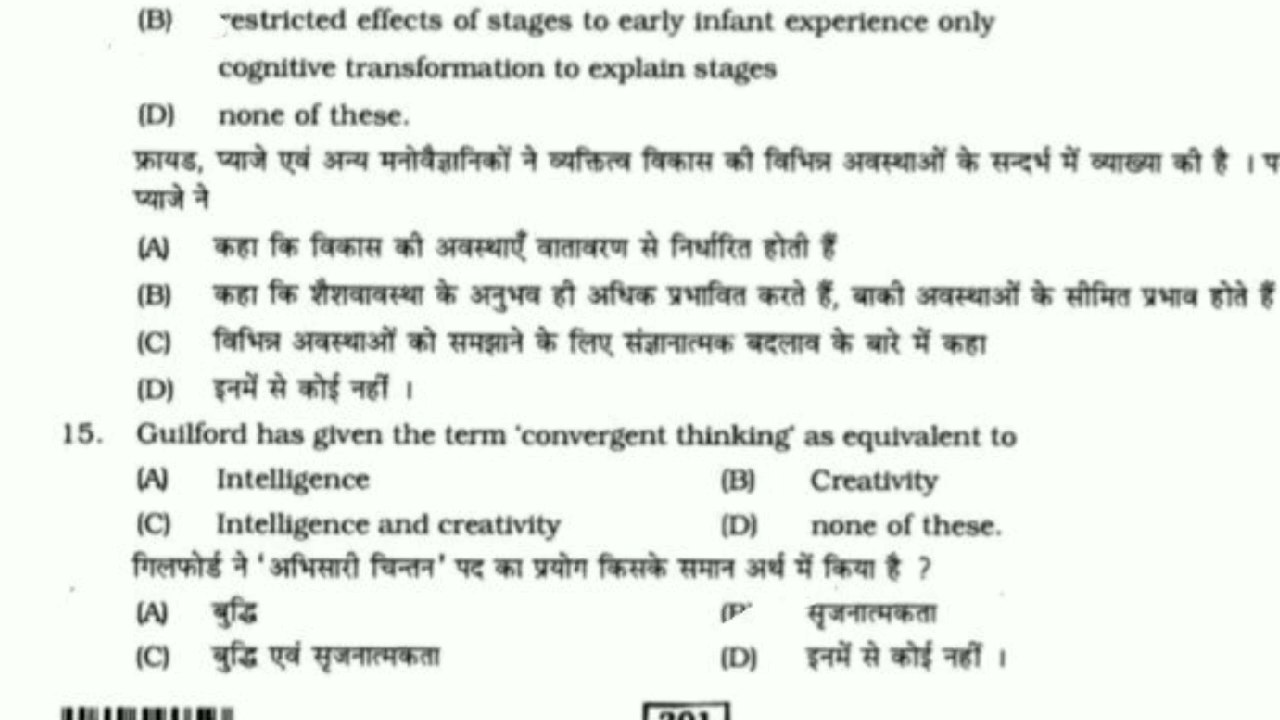 (B) restricted effects of stages to early infant experience only
cognitive transformation to explain stages
(D) none of these.
फ्रायड, प्याजे एवं अन्य मनोवैज्ञानिकों ने व्यक्तित्व विकास की विभिन्न अवस्थाओं के सन्दर्भ में व्याख्या की है ।
प्याजे ने
(A) कहा कि विकास की अवस्थाएँ वातावरण से निर्धारित होती हैं
(B) कहा कि शैशवावस्था के अनुभव ही अधिक प्रभावित करते हैं, बाकी अवस्थाओं के सीमित प्रभाव होते हैं
(C) विभिन्न अवस्थाओं को समझाने के लिए संज्ञानात्मक बदलाव के बारे में कहा
(D) इनमें से कोई नहीं ।
15. Guilford has given the term 'convergent thinking' as equivalent to
(A) Intelligence (B) Creativity
(C) Intelligence and creativity (D) none of these.
गिलफोर्ड ने 'अभिसारी चिन्तन' पद का प्रयोग किसके समान अर्थ में किया है ?
(A) बुद्धि सृजनात्मकता
(C) बुद्धि एवं सृजनात्मकता (D) इनमें से कोई नहीं ।